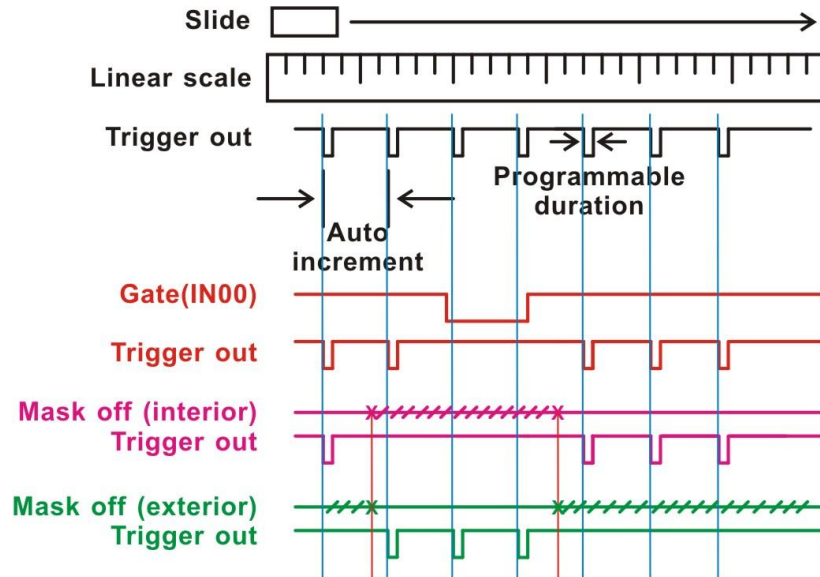 Slide
Linear scale
Trigger out
Programmable
duration
Auto
increment
Gate(IN00)
Trigger out
Mask off (interior)
Trigger out
Mask off (exterior)
Trigger out